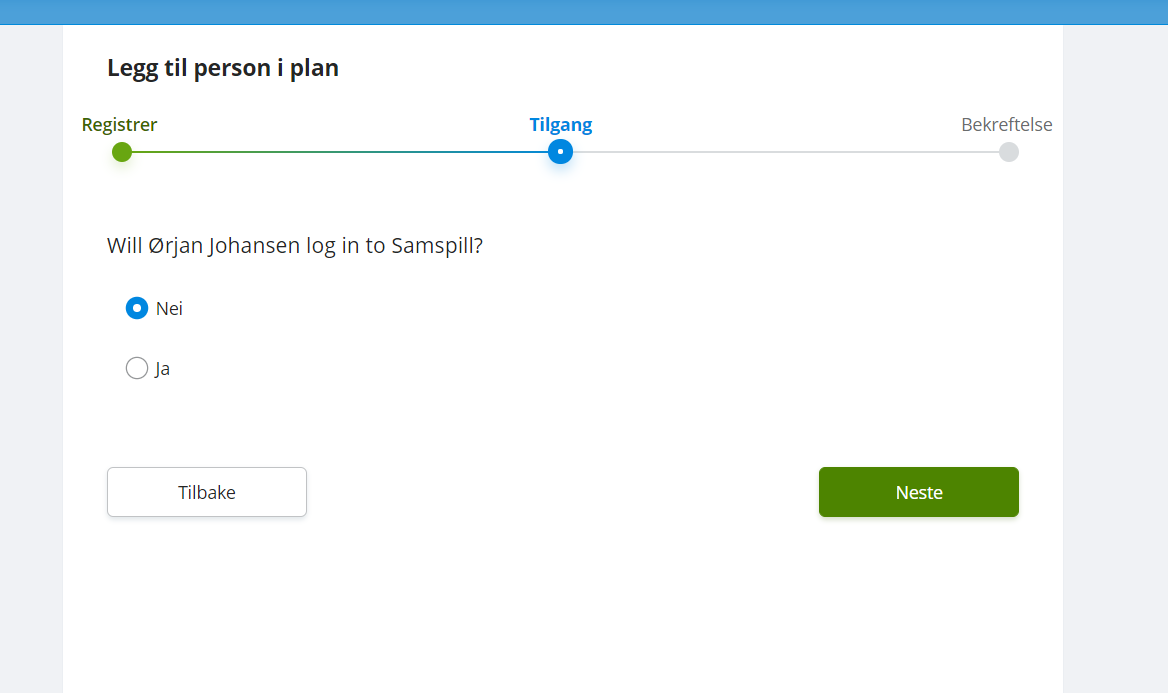 Legg til person i plan
Registrer
Tilgang
Bekreftelse
Will Ørjan Johansen log in to Samspill?
Nei
Ja
Tilbake
Neste